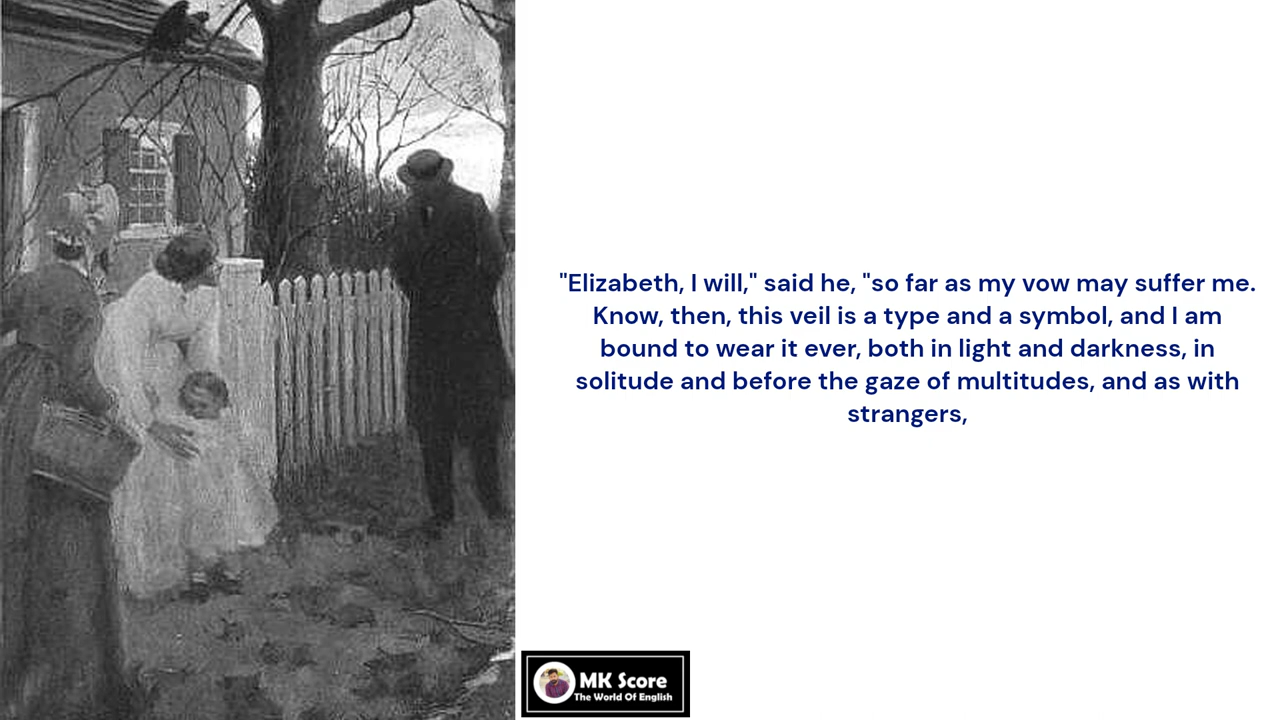 "Elizabeth, I will," said he, "so far as my vow may suffer me.
Know, then, this veil is a type and a symbol, and I am
bound to wear it ever, both in light and darkness, in
solitude and before the gaze of multitudes, and as with
strangers,
MK Score
The World Of English